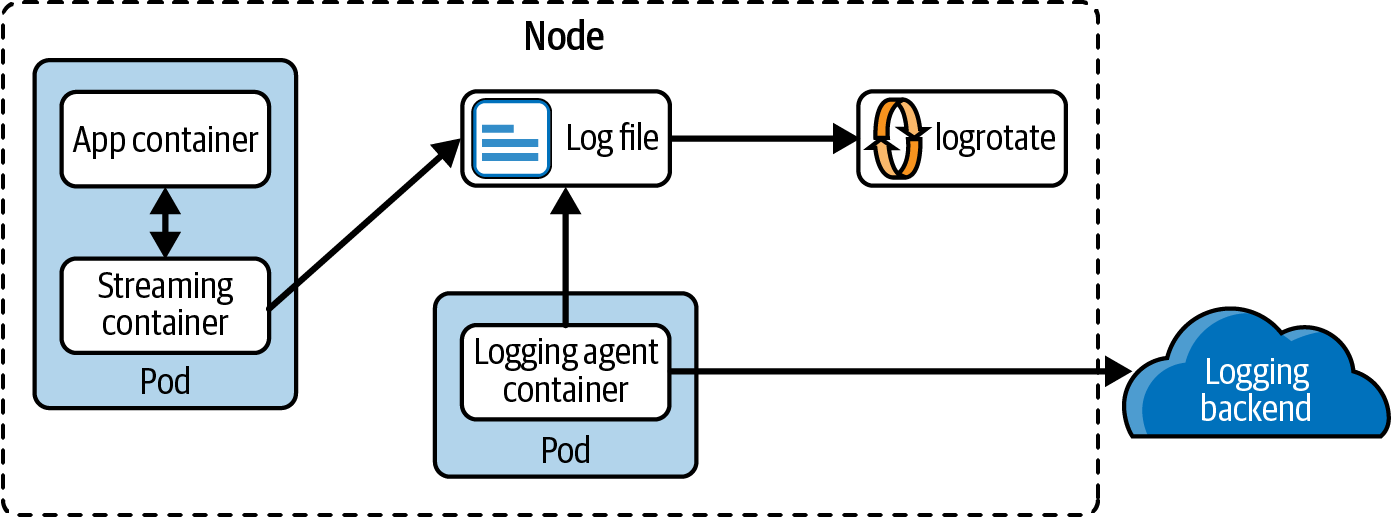 Node
App container
Log file
logrotate
Streaming
container
Pod
Logging agent
container
Pod
Logging
backend